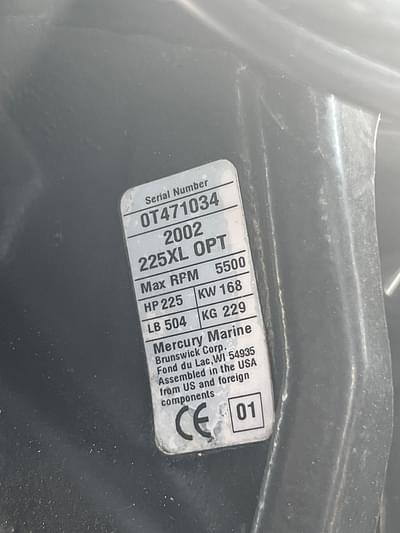 Serial Number
0T471034
2002
225XL OPT
Max RPM 5500
HP 225 KW 168
LB 504 KG 229
Mercury Marine
Brunswick Corp.
Fond du Lac, WI 54935
Assembled in the USA
from US and foreign
components
CE 01